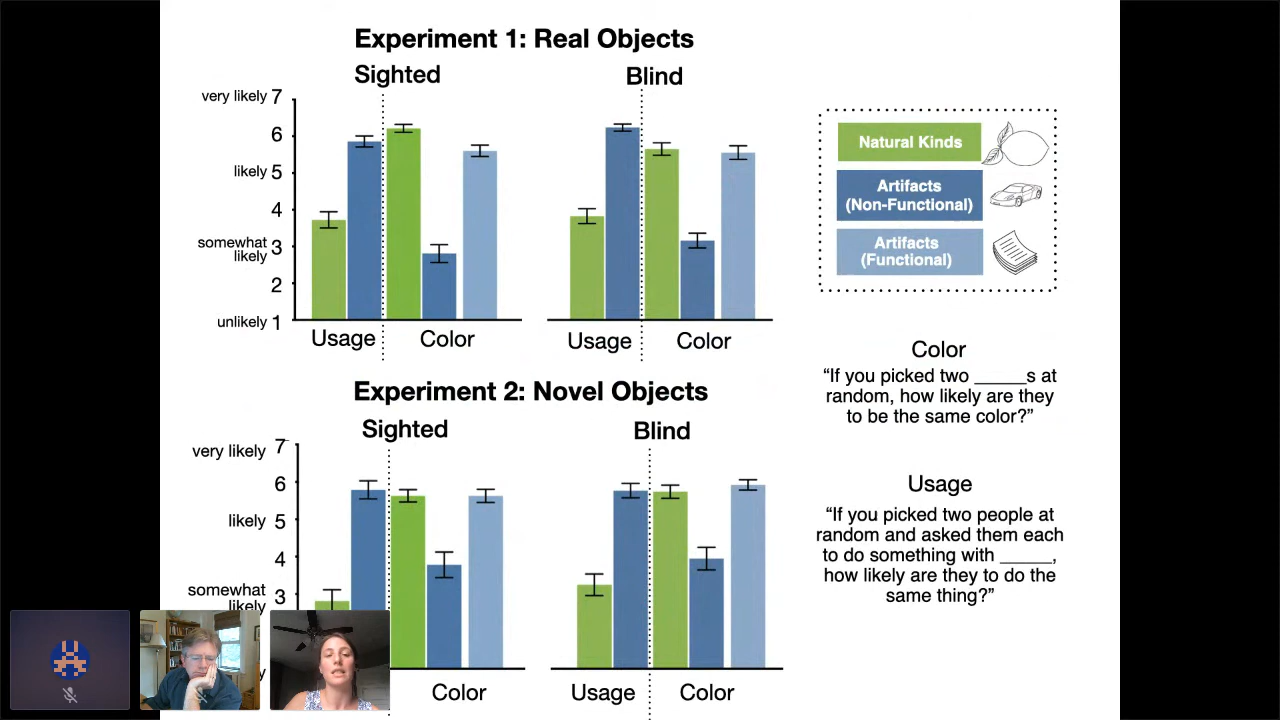 Experiment 1: Real Objects
Sighted
Blind
very likely 7
6
likely 5
4
somewhat
likely 3
2
unlikely 1
Usage
Color
Usage
Color
Natural Kinds
Artifacts
(Non-Functional)
Artifacts
(Functional)
Color
“If you picked two _____s at
random, how likely are they
to be the same color?”
Usage
“If you picked two people at
random and asked them each
to do something with _____,
how likely are they to do the
same thing?”
Experiment 2: Novel Objects
Sighted
Blind
very likely 7
6
likely 5
4
somewhat
likely 3
Color
Usage
Color